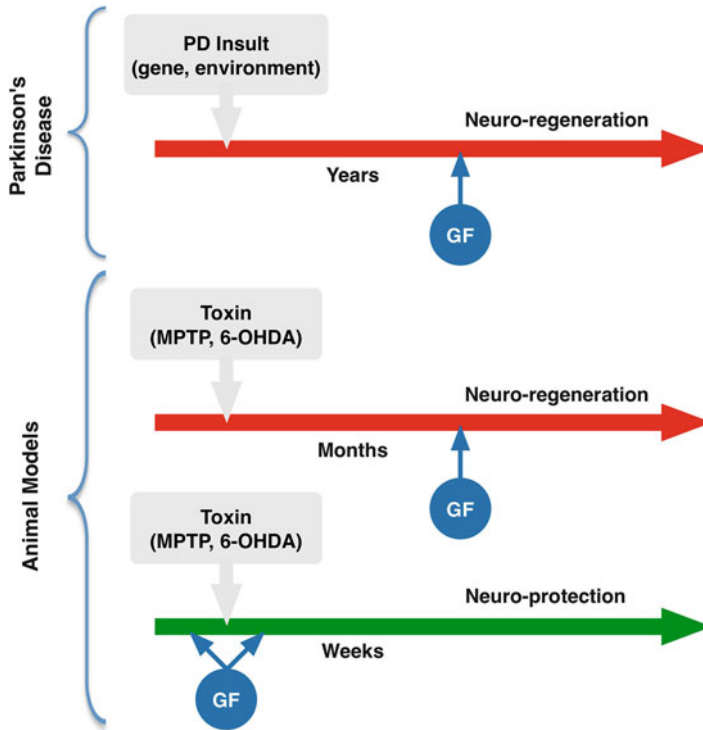 Parkinson's
Disease
PD Insult
(gene, environment)
Neuro-regeneration
Years
GF
Animal Models
Toxin
(MPTP, 6-OHDA)
Neuro-regeneration
Months
GF
Toxin
(MPTP, 6-OHDA)
Neuro-protection
Weeks
GF